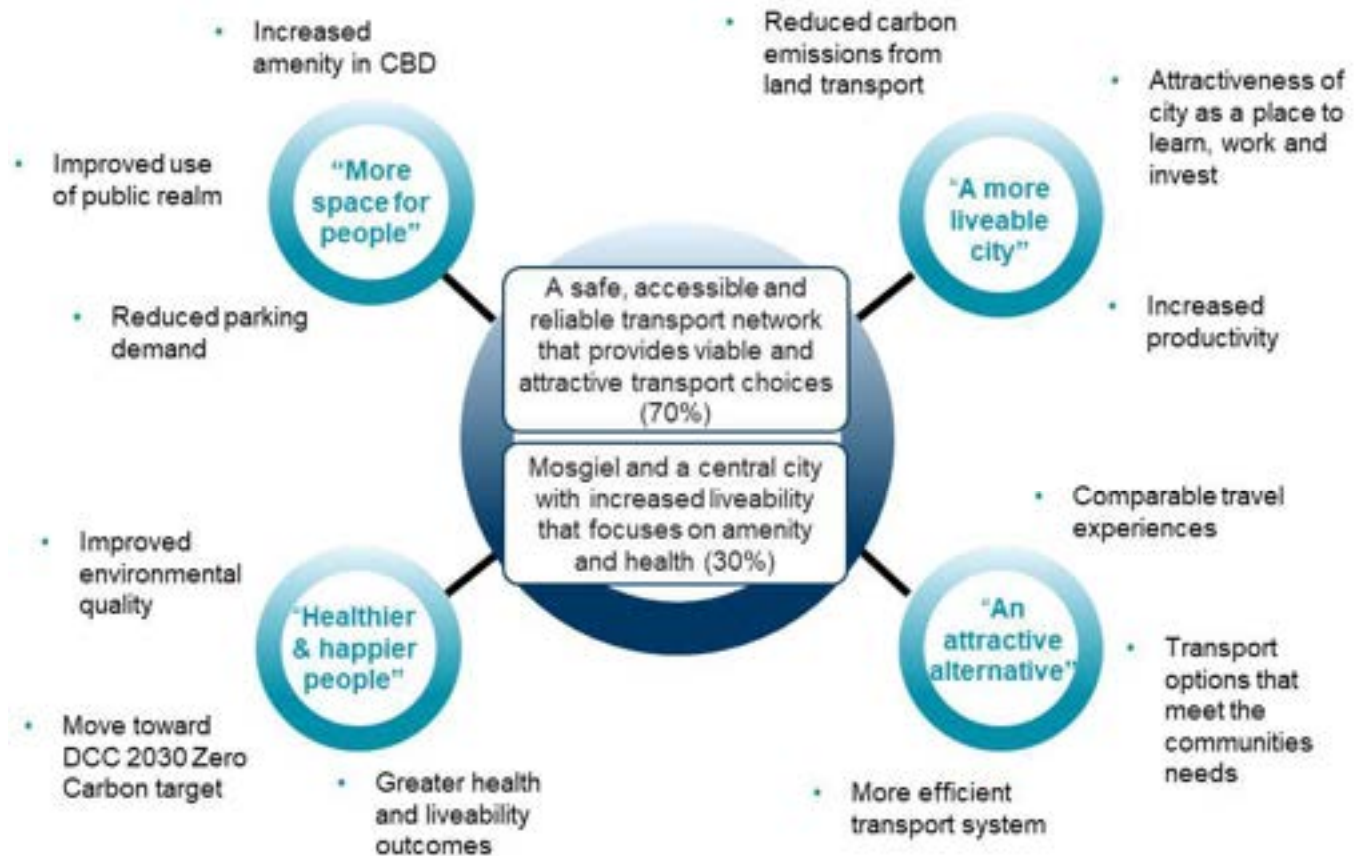 • Increased
amenity in CBD
• Improved use
of public realm
• Reduced parking
demand
“More
space for
people”
• Reduced carbon
emissions from
land transport
• Attractiveness of
city as a place to
learn, work and
invest
• Increased
productivity
“A more
liveable
city”
A safe, accessible and
reliable transport network
that provides viable and
attractive transport choices
(70%)
Mosgiel and a central city
with increased liveability
that focuses on amenity
and health (30%)
• Improved
environmental
quality
• Move toward
DCC 2030 Zero
Carbon target
• Greater health
and liveability
outcomes
“Healthier
& happier
people”
• Comparable travel
experiences
• Transport
options that
meet the
communities
needs
• More efficient
transport system
“An
attractive
alternative”